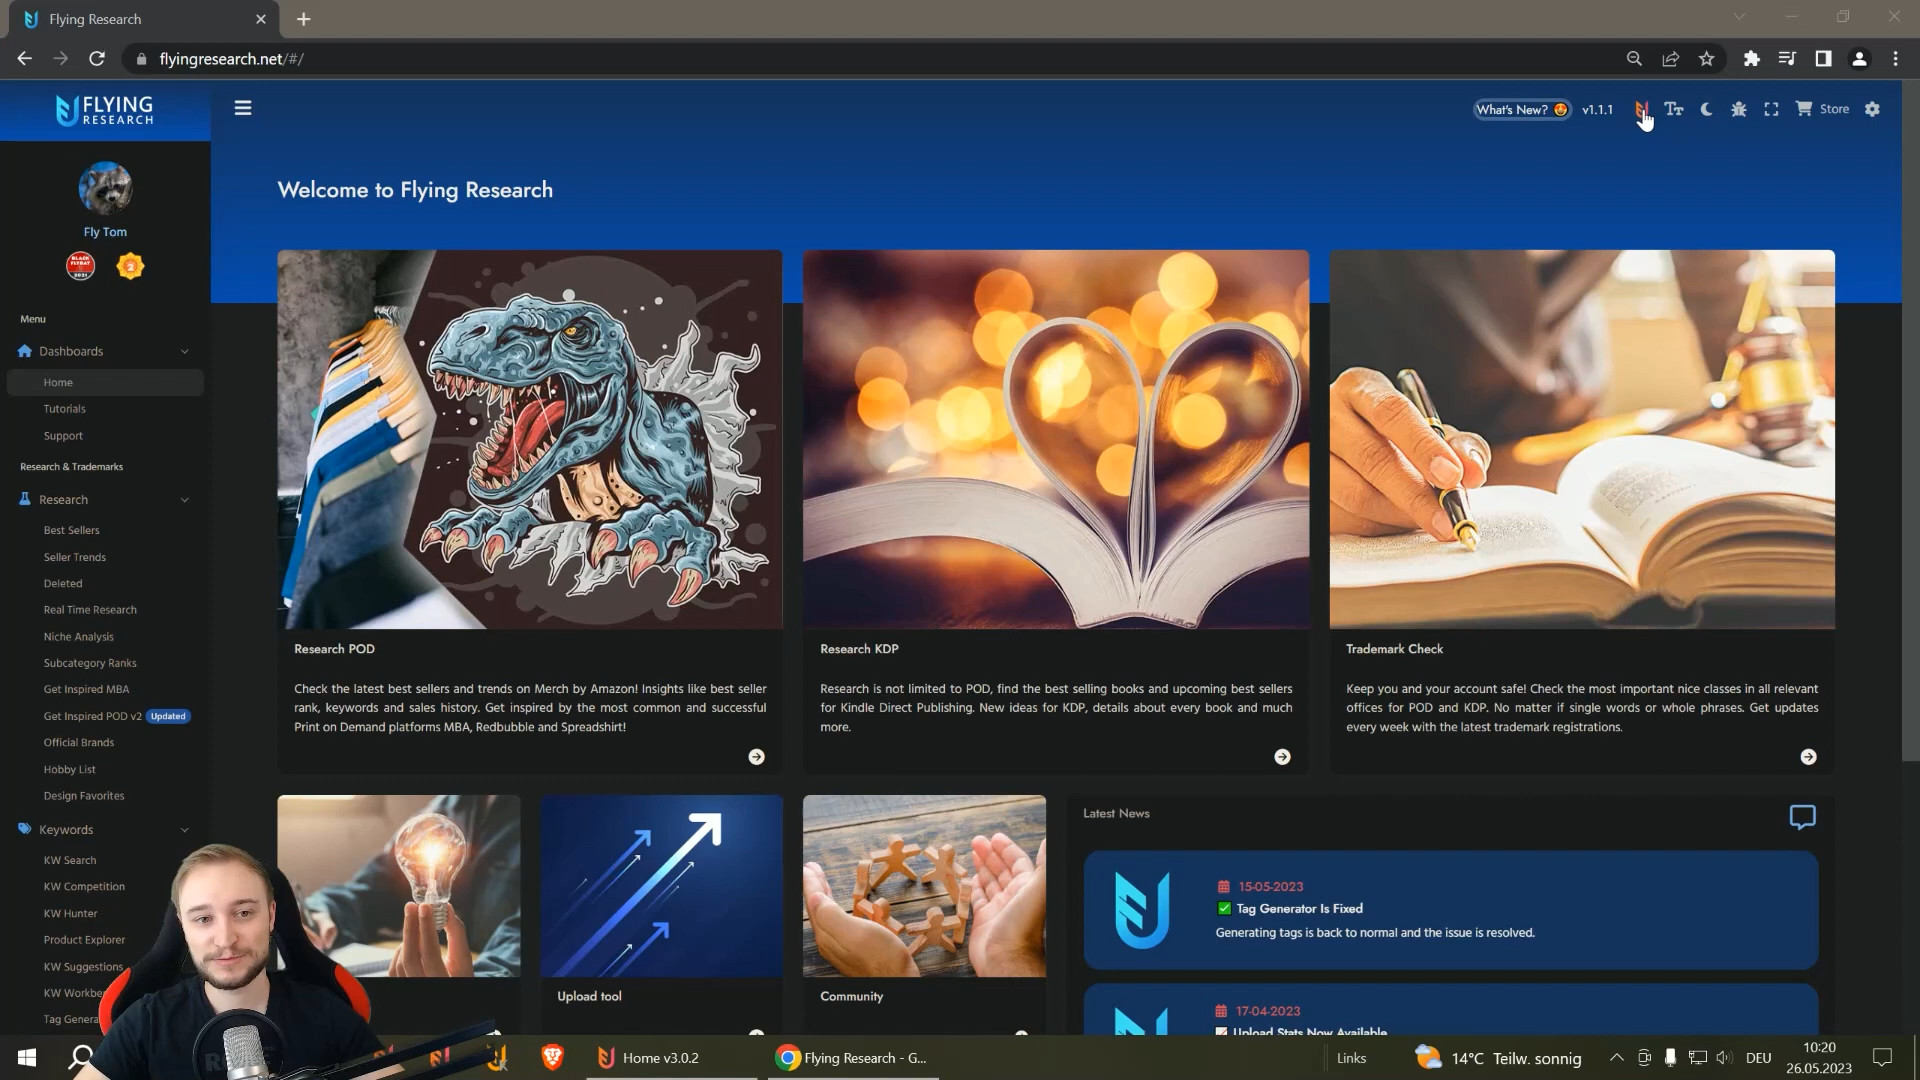 Flying Research
flyingresearch.net/#/
FLYING
RESEARCH
What's New?
v1.1.1
Tт
Store
Fly Tom
BLACK
FLYDAY
2021
2
Welcome to Flying Research
Menu
Dashboards
Home
Tutorials
Support
Research & Trademarks
Research
Best Sellers
Seller Trends
Deleted
Real Time Research
Niche Analysis
Subcategory Ranks
Get Inspired MBA
Get Inspired POD v2 Updated
Official Brands
Hobby List
Design Favorites
Keywords
KW Search
KW Competition
KW Hunter
Product Explorer
KW Suggestions
Research POD
Check the latest best sellers and trends on Merch by Amazon! Insights like best seller
rank, keywords and sales history. Get inspired by the most common and successful
Print on Demand platforms MBA, Redbubble and Spreadshirt!
Research KDP
Research is not limited to POD, find the best selling books and upcoming best sellers
for Kindle Direct Publishing. New ideas for KDP, details about every book and much
more.
Trademark Check
Keep you and your account safe! Check the most important nice classes in all relevant
offices for POD and KDP. No matter if single words or whole phrases. Get updates
every week with the latest trademark registrations.
Upload tool
Community
Latest News
15-05-2023
Tag Generator Is Fixed
Generating tags is back to normal and the issue is resolved.
17-04-2023
Upload Stats Now Available
Home v3.0.2
Flying Research - G...
Links
14°C Teilw. sonnig
DEU
10:20
26.05.2023